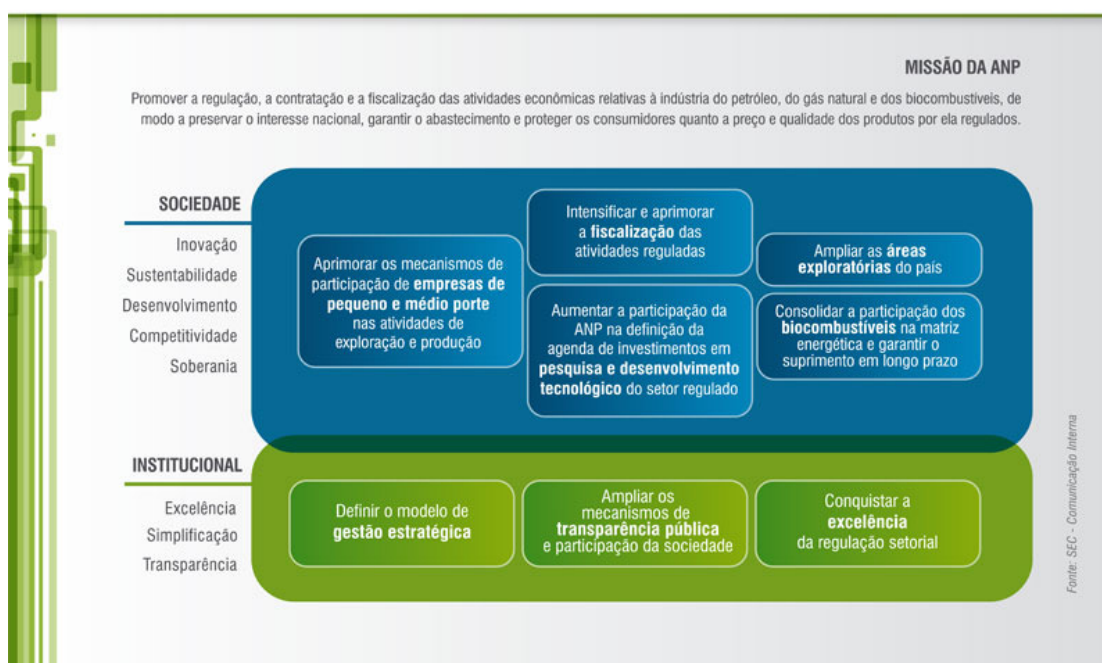 MISSÃO DA ANP
Promover a regulação, a contratação e a fiscalização das atividades econômicas relativas à indústria do petróleo, do gás natural e dos biocombustíveis, de
modo a preservar o interesse nacional, garantir o abastecimento e proteger os consumidores quanto a preço e qualidade dos produtos por ela regulados.
SOCIEDADE
Inovação
Sustentabilidade
Desenvolvimento
Competitividade
Soberania
Aprimorar os mecanismos de
participação de empresas de
pequeno e médio porte
nas atividades de
exploração e produção
Intensificar e aprimorar
a fiscalização das
atividades reguladas
Aumentar a participação da
ANP na definição da
agenda de investimentos em
pesquisa e desenvolvimento
tecnológico do setor regulado
Ampliar as áreas
exploratórias do país
Consolidar a participação dos
biocombustíveis na matriz
energética e garantir o
suprimento em longo prazo
INSTITUCIONAL
Excelência
Simplificação
Transparência
Definir o modelo de
gestão estratégica
Ampliar os
mecanismos de
transparência pública
e participação da sociedade
Conquistar a
excelência
da regulação setorial
Fonte: SEC - Comunicação Interna